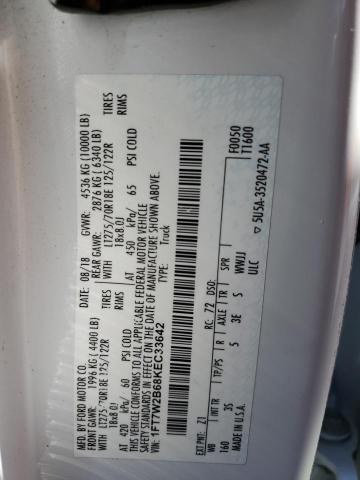 MFD. BY FORD MOTOR CO.
DATE: 08/18 GVWR: 4536 KG (10000 LB)
FRONT GAWR: 1996 KG ( 4400 LB) REAR GAWR: 2876 KG ( 6340 LB)
LT275/70R18E 125/122R WITH LT275/70R18E 125/122R TIRES
18x8.0J WITH 18x8.0J RIMS
AT 420 kPa/ 60 PSI COLD AT 450 kPa/ 65 PSI COLD
THIS VEHICLE CONFORMS TO ALL APPLICABLE FEDERAL MOTOR VEHICLE
SAFETY STANDARDS IN EFFECT ON THE DATE OF MANUFACTURE SHOWN ABOVE.
VIN: 1FT7W2B68KEC33642 TYPE: Truck
F0050
T1600
EXT PNT: Z1 RC: 72 DSO:
WB INT TR TP/PS R AXLE TR SPR
160 35 5 3E S WWJJ
U.S.A. ULC
5U5A-3520472-AA